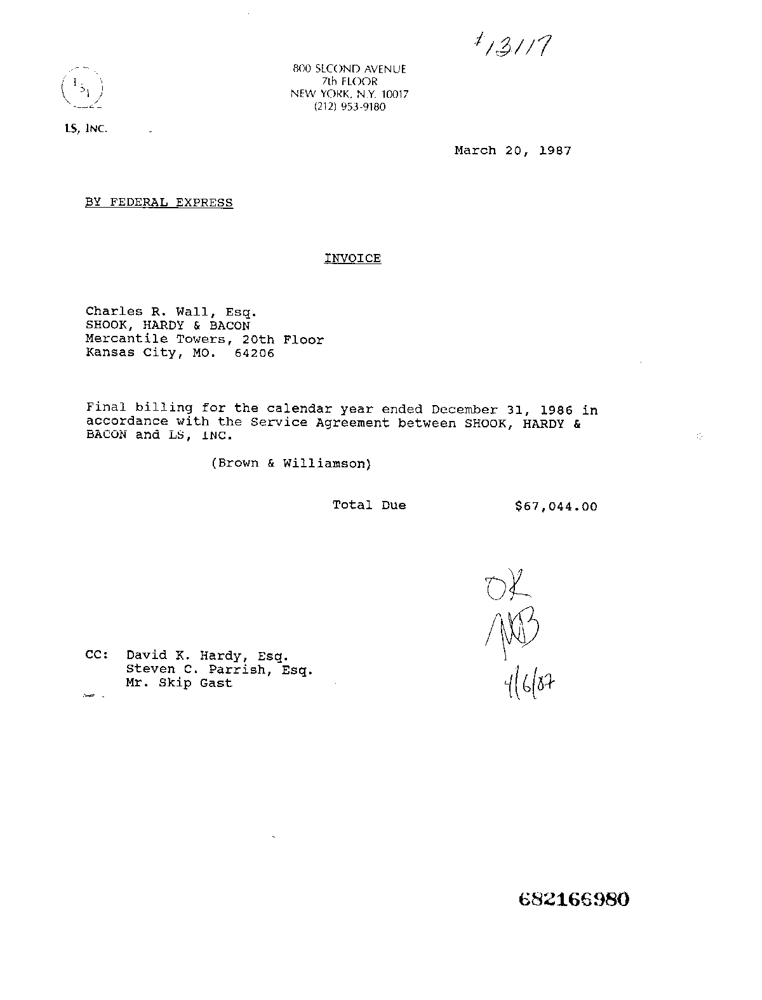 800 SECOND AVENUE
7th FLOOR
NEW YORK, N.Y. 10017
(212) 953-9180
LS, INC.
March 20, 1987
BY FEDERAL EXPRESS
INVOICE
Charles R. Wall, Esq.
SHOOK, HARDY & BACON
Mercantile Towers, 20th Floor
Kansas City, MO. 64206
Final billing for the calendar year ended December 31, 1986 in
accordance with the Service Agreement between SHOOK, HARDY &
BACON and LS, INC.
(Brown & Williamson)
Total Due $67,044.00
OK
4/6/87
CC: David K. Hardy, Esq.
Steven C. Parrish, Esq.
Mr. Skip Gast
682166980